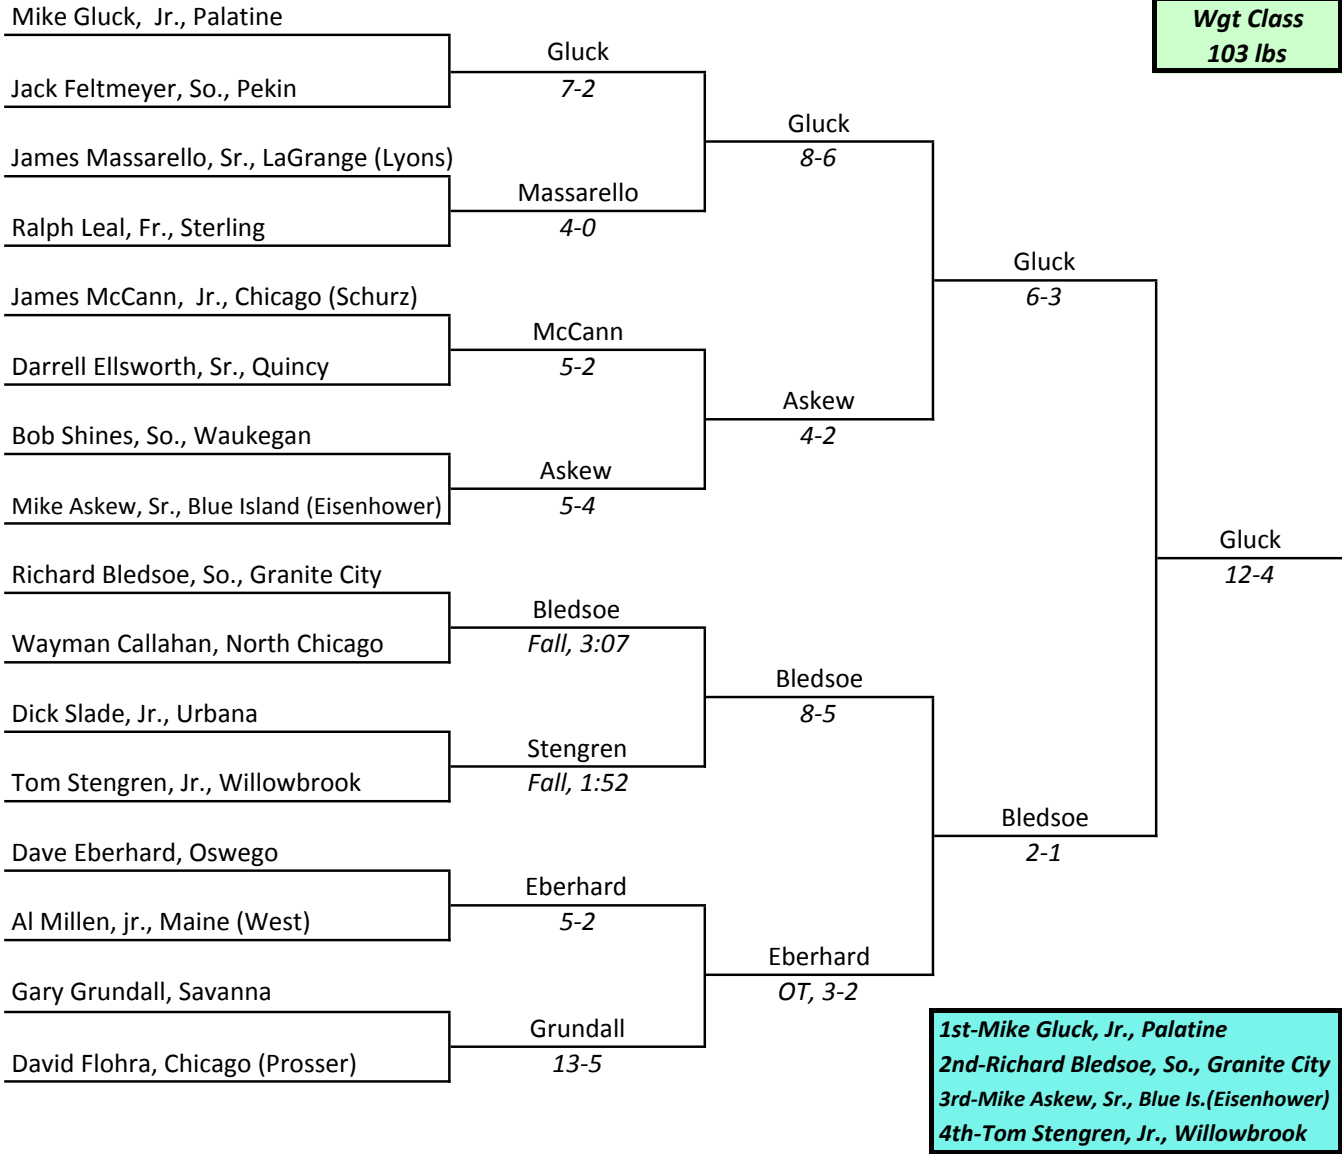 Mike Gluck,  Jr., Palatine
Wgt Class
103 lbs
Gluck
7-2
Jack Feltmeyer, So., Pekin
Gluck
8-6
James Massarello, Sr., LaGrange (Lyons)
Massarello
4-0
Ralph Leal, Fr., Sterling
Gluck
6-3
James McCann,  Jr., Chicago (Schurz)
McCann
5-2
Darrell Ellsworth, Sr., Quincy
Askew
4-2
Bob Shines, So., Waukegan
Askew
5-4
Mike Askew, Sr., Blue Island (Eisenhower)
Gluck
12-4
Richard Bledsoe, So., Granite City
Bledsoe
Fall, 3:07
Wayman Callahan, North Chicago
Bledsoe
8-5
Dick Slade, Jr., Urbana
Stengren
Fall, 1:52
Tom Stengren, Jr., Willowbrook
Bledsoe
2-1
Dave Eberhard, Oswego
Eberhard
5-2
Al Millen, jr., Maine (West)
Eberhard
OT, 3-2
Gary Grundall, Savanna
Grundall
13-5
David Flohra, Chicago (Prosser)
1st-Mike Gluck, Jr., Palatine
2nd-Richard Bledsoe, So., Granite City
3rd-Mike Askew, Sr., Blue Is.(Eisenhower)
4th-Tom Stengren, Jr., Willowbrook